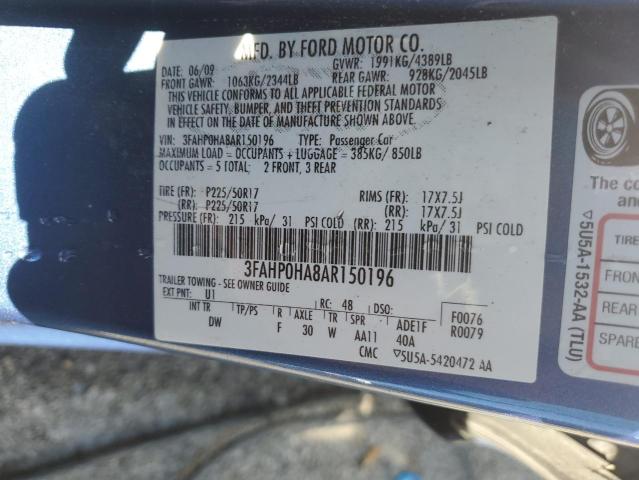 MFD. BY FORD MOTOR CO.
DATE: 06/09 GVWR: 1991KG/4389LB
FRONT GAWR: 1063KG/2344LB REAR GAWR: 928KG/2045LB
THIS VEHICLE CONFORMS TO ALL APPLICABLE FEDERAL MOTOR
VEHICLE SAFETY, BUMPER, AND THEFT PREVENTION STANDARDS
IN EFFECT ON THE DATE OF MANUFACTURE SHOWN ABOVE.
VIN: 3FAHP0HA8AR150196 TYPE: Passenger Car
MAXIMUM LOAD = OCCUPANTS + LUGGAGE = 385KG/ 850LB
OCCUPANTS = 5 TOTAL: 2 FRONT, 3 REAR
TIRE (FR): P225/50R17 RIMS (FR): 17X7.5J
(RR): P225/50R17 (RR): 17X7.5J
PRESSURE (FR): 215 kPa/ 31 PSI COLD (RR): 215 kPa/ 31 PSI COLD
3FAHP0HA8AR150196
TRAILER TOWING - SEE OWNER GUIDE
EXT PNT: U1 RC: 48 DSO: F0076
INT TR TP/PS R AXLE TR SPR ADE1F R0079
DW F 30 W AA11 40A
CMC ▽5U5A-5420472 AA
▽5U5A-1532-AA (TLU)
The co
and
TIRE
FRON
REAR
SPARE